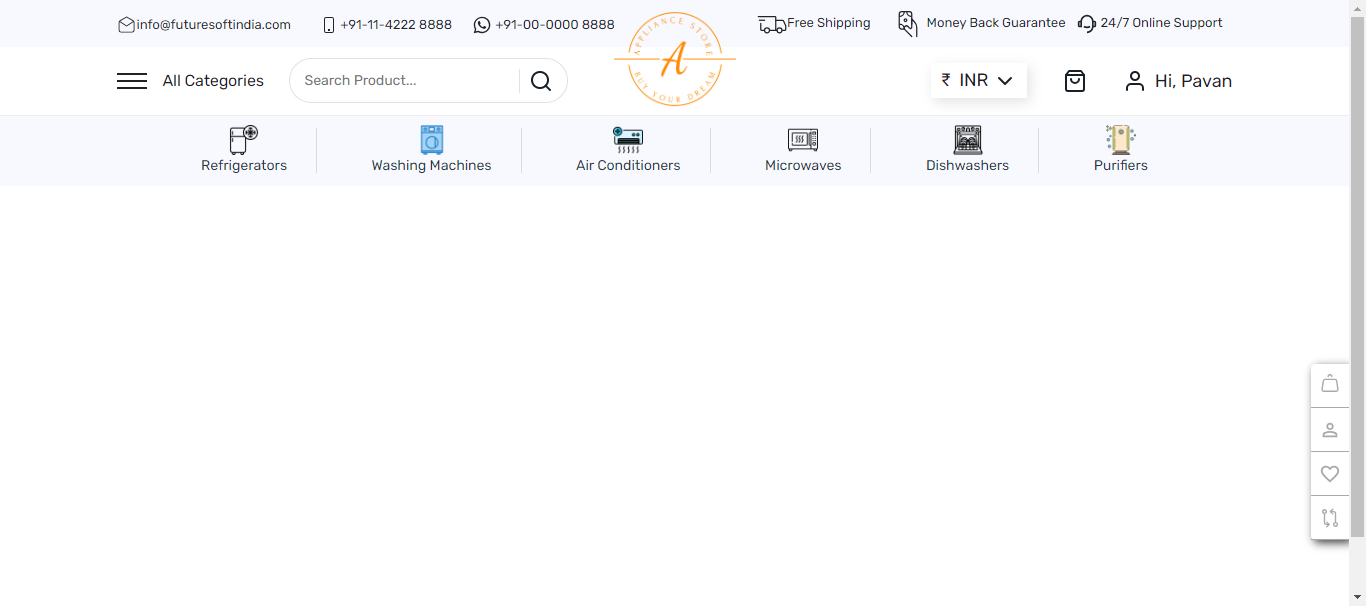 info@futuresoftindia.com
+91-11-4222 8888
+91-00-0000 8888
APPLIANCE STORE
A
BUY YOUR DREAM
Free Shipping
Money Back Guarantee
24/7 Online Support
All Categories
Search Product...
₹ INR
Hi, Pavan
Refrigerators
Washing Machines
Air Conditioners
Microwaves
Dishwashers
Purifiers